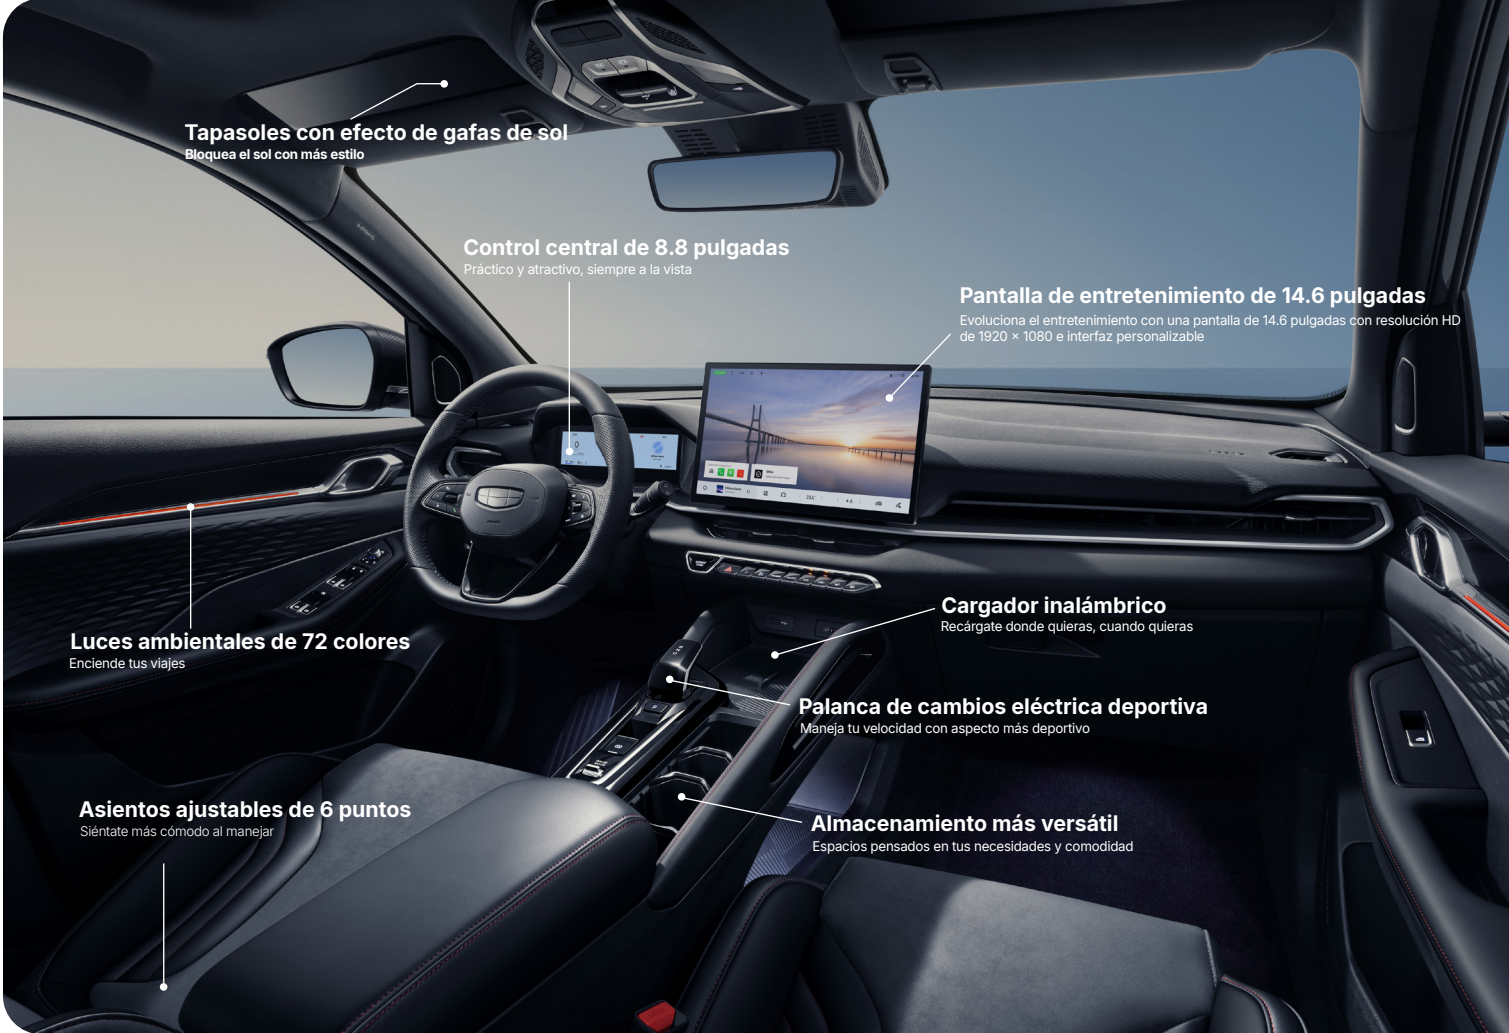 Tapasoles con efecto de gafas de sol
Bloquea el sol con más estilo
Control central de 8.8 pulgadas
Práctico y atractivo, siempre a la vista
Pantalla de entretenimiento de 14.6 pulgadas
Evoluciona el entretenimiento con una pantalla de 14.6 pulgadas con resolución HD
de 1920 × 1080 e interfaz personalizable
Cargador inalámbrico
Recárgate donde quieras, cuando quieras
Luces ambientales de 72 colores
Enciende tus viajes
Palanca de cambios eléctrica deportiva
Maneja tu velocidad con aspecto más deportivo
Asientos ajustables de 6 puntos
Siéntate más cómodo al manejar
Almacenamiento más versátil
Espacios pensados en tus necesidades y comodidad